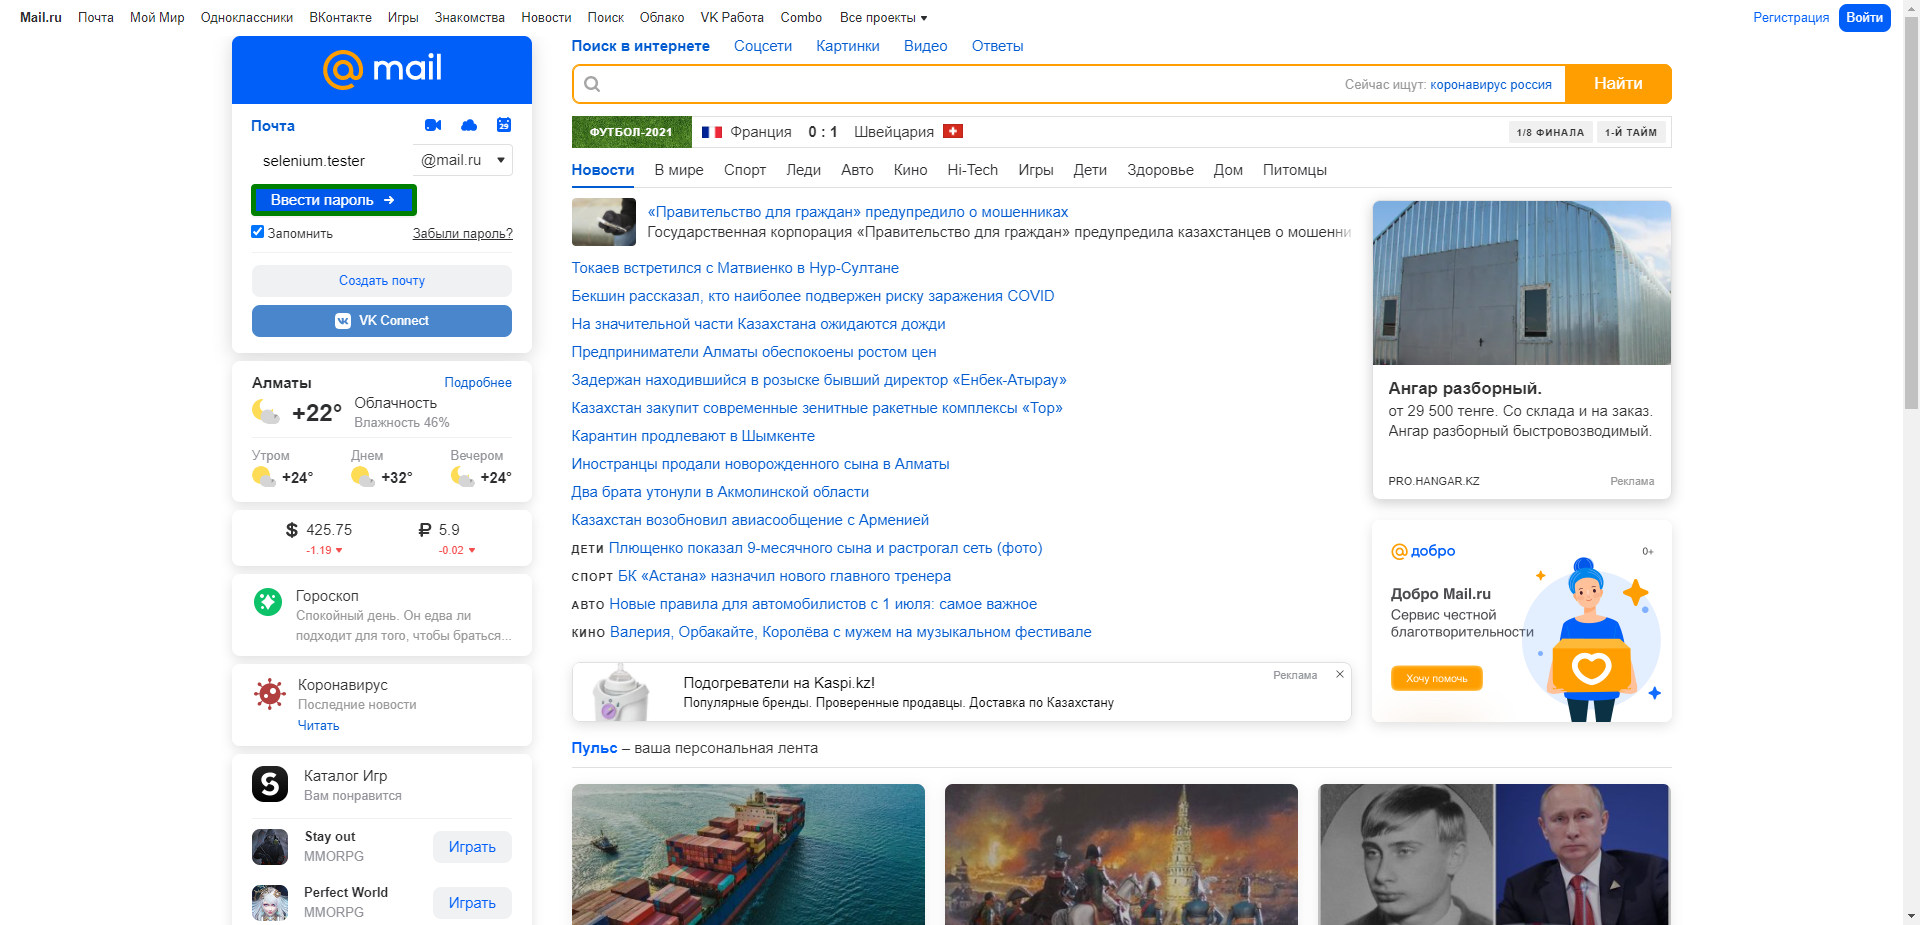 Mail.ru Почта Мой Мир Одноклассники ВКонтакте Игры Знакомства Новости Поиск Облако VK Работа Combo Все проекты Регистрация Войти
mail
Почта
29
selenium.tester @mail.ru
Ввести пароль →
Запомнить Забыли пароль?
Создать почту
VK Connect
Алматы Подробнее
+22° Облачность
Влажность 46%
Утром Днем Вечером
+24° +32° +24°
$ 425.75 ₽ 5.9
-1.19 -0.02
Гороскоп
Спокойный день. Он едва ли
подходит для того, чтобы браться...
Коронавирус
Последние новости
Читать
Каталог Игр
Вам понравится
Stay out
MMORPG
Играть
Perfect World
MMORPG
Играть
Поиск в интернете Соцсети Картинки Видео Ответы
Сейчас ищут: коронавирус россия Найти
ФУТБОЛ-2021 Франция 0 : 1 Швейцария 1/8 ФИНАЛА 1-Й ТАЙМ
Новости В мире Спорт Леди Авто Кино Hi-Tech Игры Дети Здоровье Дом Питомцы
«Правительство для граждан» предупредило о мошенниках
Государственная корпорация «Правительство для граждан» предупредила казахстанцев о мошенни
Токаев встретился с Матвиенко в Нур-Султане
Бекшин рассказал, кто наиболее подвержен риску заражения COVID
На значительной части Казахстана ожидаются дожди
Предприниматели Алматы обеспокоены ростом цен
Задержан находившийся в розыске бывший директор «Енбек-Атырау»
Казахстан закупит современные зенитные ракетные комплексы «Тор»
Карантин продлевают в Шымкенте
Иностранцы продали новорожденного сына в Алматы
Два брата утонули в Акмолинской области
Казахстан возобновил авиасообщение с Арменией
ДЕТИ Плющенко показал 9-месячного сына и растрогал сеть (фото)
СПОРТ БК «Астана» назначил нового главного тренера
АВТО Новые правила для автомобилистов с 1 июля: самое важное
КИНО Валерия, Орбакайте, Королёва с мужем на музыкальном фестивале
Подогреватели на Kaspi.kz! Реклама
Популярные бренды. Проверенные продавцы. Доставка по Казахстану
Пульс – ваша персональная лента
Ангар разборный.
от 29 500 тенге. Со склада и на заказ.
Ангар разборный быстровозводимый.
PRO.HANGAR.KZ Реклама
добро 0+
Добро Mail.ru
Сервис честной
благотворительности
Хочу помочь